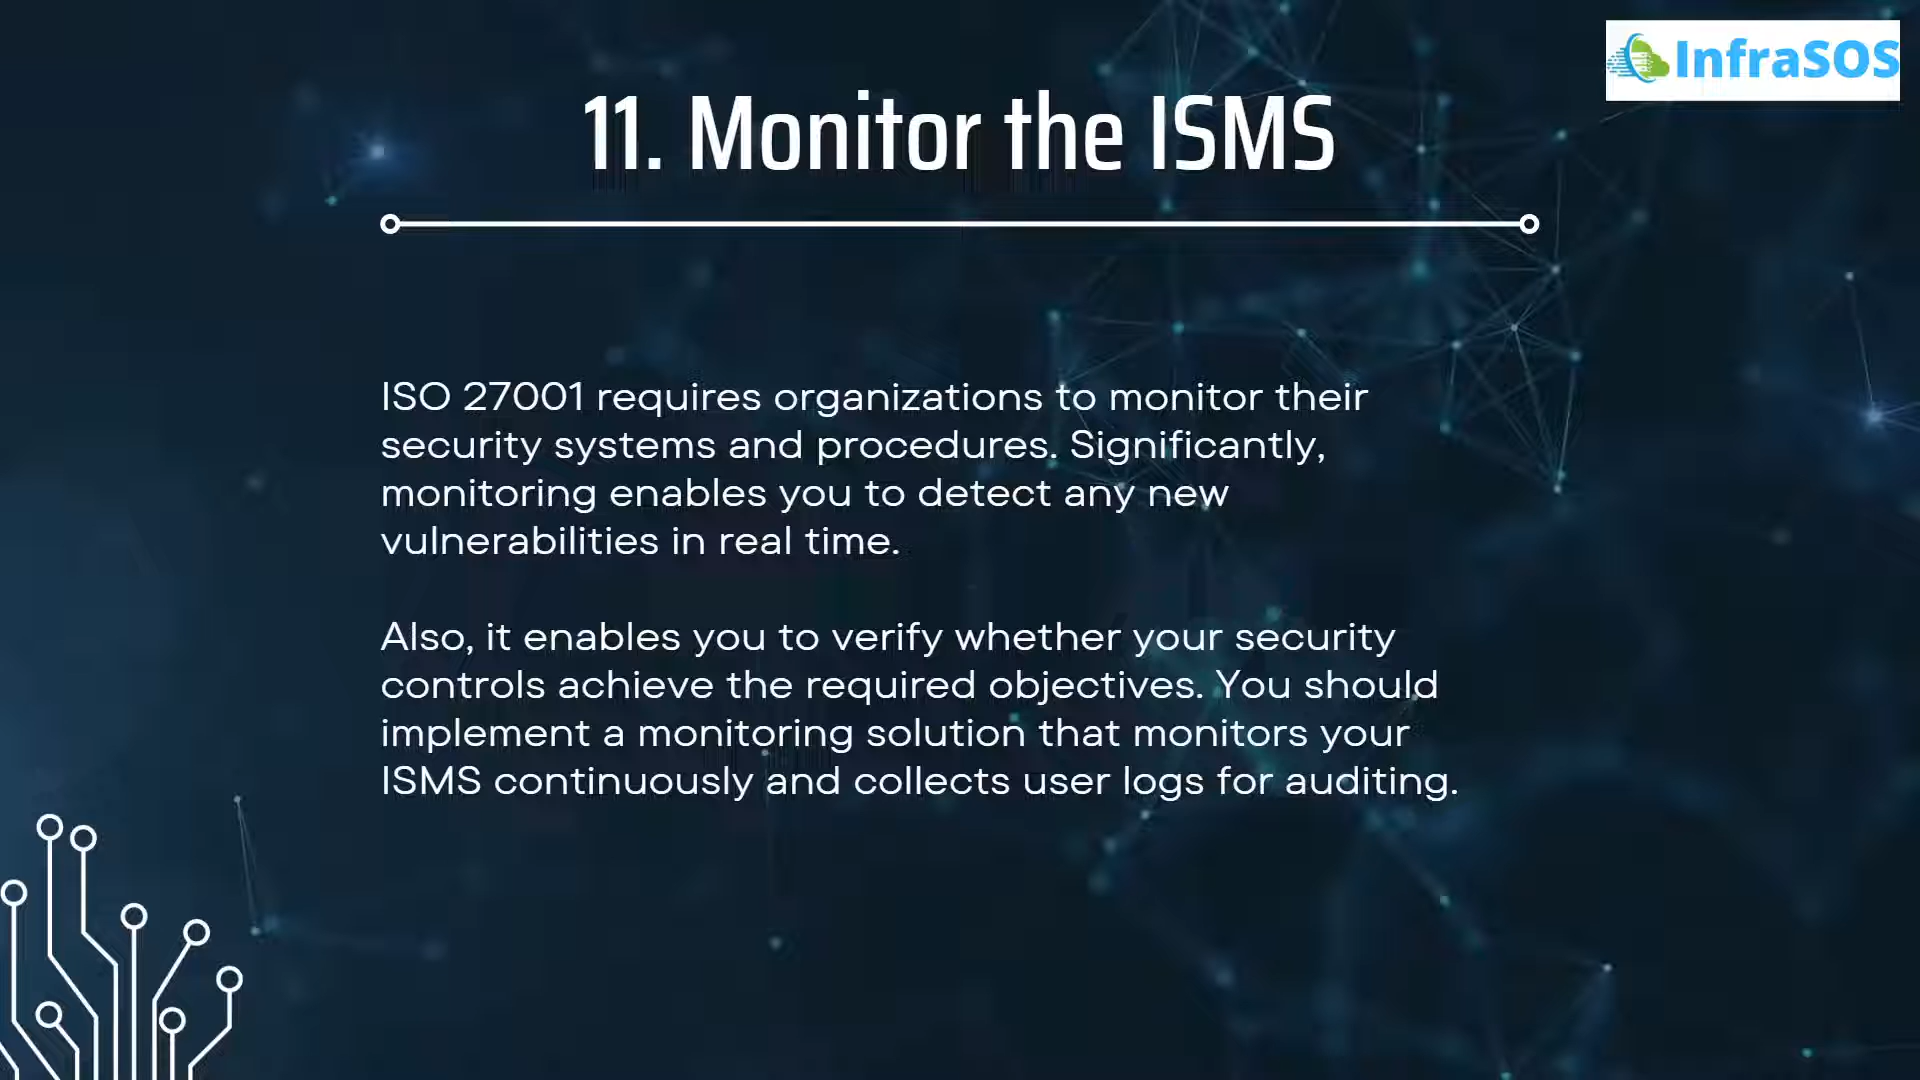 InfraSOS
11. Monitor the ISMS
ISO 27001 requires organizations to monitor their
security systems and procedures. Significantly,
monitoring enables you to detect any new
vulnerabilities in real time.
Also, it enables you to verify whether your security
controls achieve the required objectives. You should
implement a monitoring solution that monitors your
ISMS continuously and collects user logs for auditing.